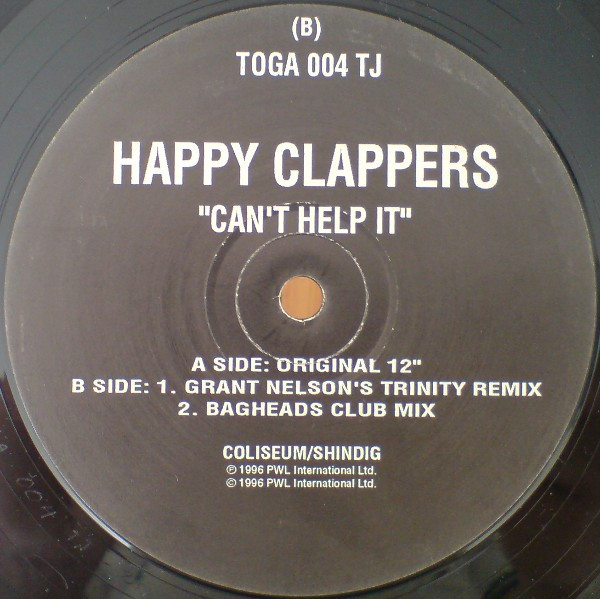 (B)
TOGA 004 TJ
HAPPY CLAPPERS
"CAN'T HELP IT"
A SIDE: ORIGINAL 12"
B SIDE: 1. GRANT NELSON'S TRINITY REMIX
2. BAGHEADS CLUB MIX
COLISEUM/SHINDIG
℗ 1996 PWL International Ltd.
© 1996 PWL International Ltd.